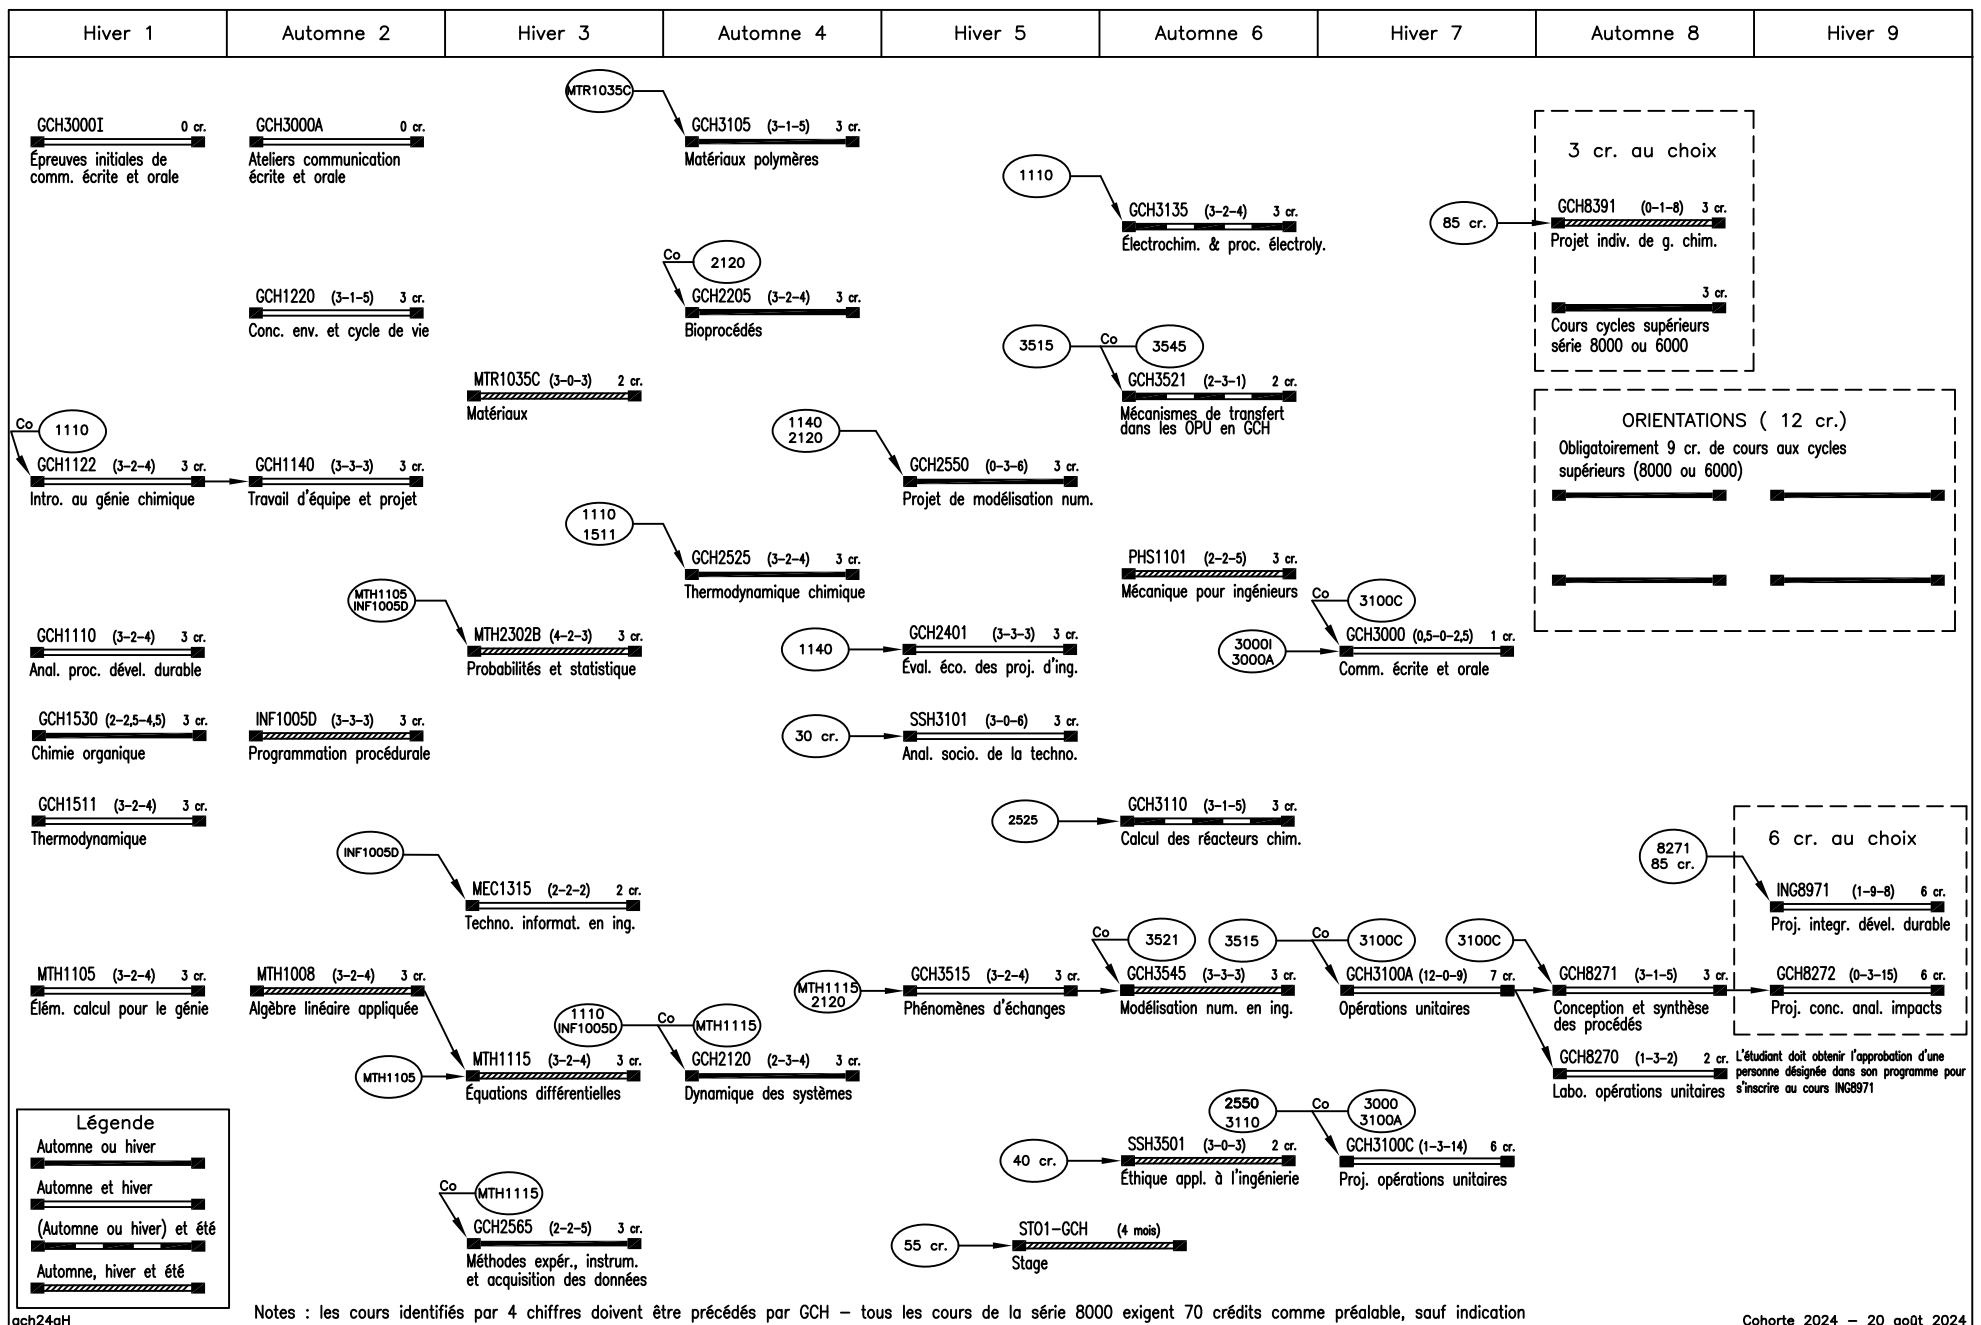 Hiver 1
Automne 2
Hiver 3
Automne 4
Hiver 5
Automne 6
Hiver 7
Automne 8
Hiver 9
GCH3000I 0 cr.
Épreuves initiales de
comm. écrite et orale
Co
1110
GCH1122 (3-2-4) 3 cr.
Intro. au génie chimique
GCH1110 (3-2-4) 3 cr.
Anal. proc. dével. durable
GCH1530 (2-2,5-4,5) 3 cr.
Chimie organique
GCH1511 (3-2-4) 3 cr.
Thermodynamique
MTH1105 (3-2-4) 3 cr.
Élém. calcul pour le génie
GCH3000A 0 cr.
Ateliers communication
écrite et orale
GCH1220 (3-1-5) 3 cr.
Conc. env. et cycle de vie
GCH1140 (3-3-3) 3 cr.
Travail d'équipe et projet
INF1005D (3-3-3) 3 cr.
Programmation procédurale
MTH1008 (3-2-4) 3 cr.
Algèbre linéaire appliquée
MTR1035C (3-0-3) 2 cr.
Matériaux
MTH1105
INF1005D
MTH2302B (4-2-3) 3 cr.
Probabilités et statistique
INF1005D
MEC1315 (2-2-2) 2 cr.
Techno. informat. en ing.
MTH1105
MTH1115 (3-2-4) 3 cr.
Équations différentielles
Co
MTH1115
GCH2565 (2-2-5) 3 cr.
Méthodes expér., instrum.
et acquisition des données
MTR1035C
GCH3105 (3-1-5) 3 cr.
Matériaux polymères
Co
2120
GCH2205 (3-2-4) 3 cr.
Bioprocédés
1110
1511
GCH2525 (3-2-4) 3 cr.
Thermodynamique chimique
1110
INF1005D
Co
MTH1115
GCH2120 (2-3-4) 3 cr.
Dynamique des systèmes
1140
2120
GCH2550 (0-3-6) 3 cr.
Projet de modélisation num.
1140
GCH2401 (3-3-3) 3 cr.
Éval. éco. des proj. d'ing.
30 cr.
SSH3101 (3-0-6) 3 cr.
Anal. socio. de la techno.
MTH1115
2120
GCH3515 (3-2-4) 3 cr.
Phénomènes d'échanges
55 cr.
ST01-GCH (4 mois)
Stage
1110
GCH3135 (3-2-4) 3 cr.
Électrochim. & proc. électroly.
3515
Co
3545
GCH3521 (2-3-1) 2 cr.
Mécanismes de transfert
dans les OPU en GCH
PHS1101 (2-2-5) 3 cr.
Mécanique pour ingénieurs
2525
GCH3110 (3-1-5) 3 cr.
Calcul des réacteurs chim.
Co
3521
GCH3545 (3-3-3) 3 cr.
Modélisation num. en ing.
40 cr.
SSH3501 (3-0-3) 2 cr.
Éthique appl. à l'ingénierie
Co
3100C
3000I
3000A
GCH3000 (0,5-0-2,5) 1 cr.
Comm. écrite et orale
3515
Co
3100C
GCH3100A (12-0-9) 7 cr.
Opérations unitaires
2550
3110
Co
3000
3100A
GCH3100C (1-3-14) 6 cr.
Proj. opérations unitaires
3 cr. au choix
85 cr.
GCH8391 (0-1-8) 3 cr.
Projet indiv. de g. chim.
3 cr.
Cours cycles supérieurs
série 8000 ou 6000
ORIENTATIONS ( 12 cr.)
Obligatoirement 9 cr. de cours aux cycles
supérieurs (8000 ou 6000)
3100C
GCH8271 (3-1-5) 3 cr.
Conception et synthèse
des procédés
GCH8270 (1-3-2) 2 cr.
Labo. opérations unitaires
6 cr. au choix
8271
85 cr.
ING8971 (1-9-8) 6 cr.
Proj. integr. dével. durable
GCH8272 (0-3-15) 6 cr.
Proj. conc. anal. impacts
L'étudiant doit obtenir l'approbation d'une
personne désignée dans son programme pour
s'inscrire au cours ING8971
Légende
Automne ou hiver
Automne et hiver
(Automne ou hiver) et été
Automne, hiver et été
Notes : les cours identifiés par 4 chiffres doivent être précédés par GCH – tous les cours de la série 8000 exigent 70 crédits comme préalable, sauf indication
gch24gH
Cohorte 2024 – 20 août 2024